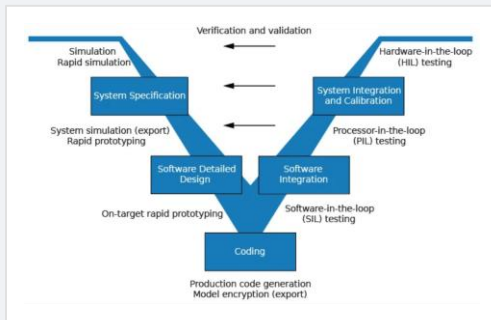 Verification and validation
Simulation
Rapid simulation
Hardware-in-the-loop
(HIL) testing
System Specification
System Integration
and Calibration
System simulation (export)
Rapid prototyping
Processor-in-the-loop
(PIL) testing
Software Detailed
Design
Software
Integration
On-target rapid prototyping
Software-in-the-loop
(SIL) testing
Coding
Production code generation
Model encryption (export)